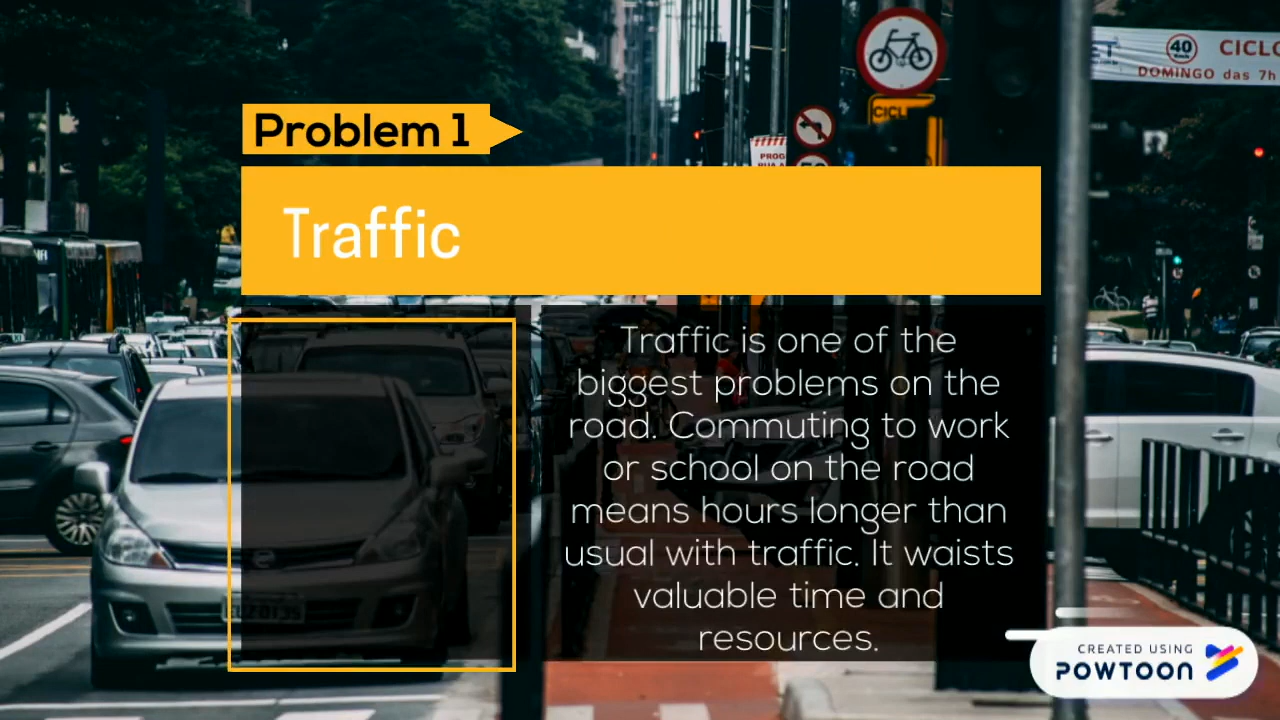 CICLO
40
DOMINGO das 7h
CICL
Problem 1
PROG
Traffic
Traffic is one of the
biggest problems on the
road. Commuting to work
or school on the road
means hours longer than
usual with traffic. It waists
valuable time and
resources.
CREATED USING
POWTOON